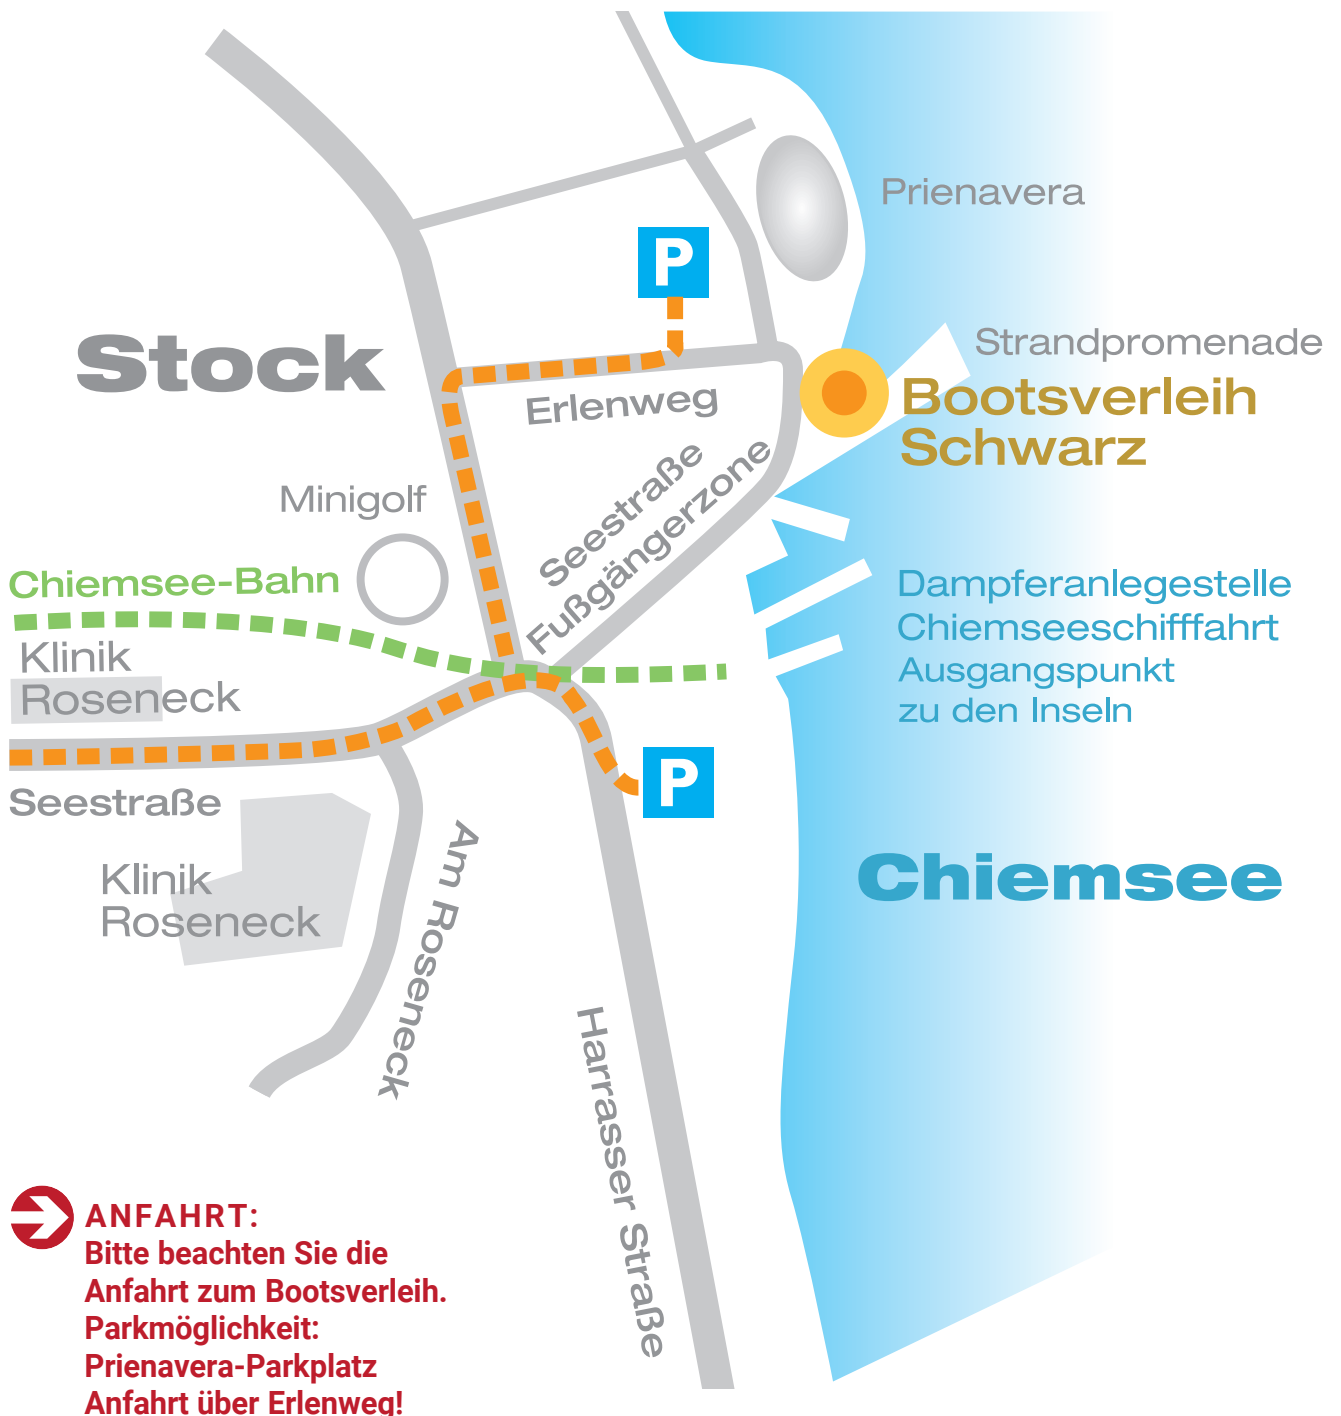 Prienavera
P
Stock
Strandpromenade
Erlenweg
Bootsverleih
Schwarz
Seestraße
Fußgängerzone
Minigolf
Chiemsee-Bahn
Dampferanlegestelle
Chiemseeschifffahrt
Ausgangspunkt
zu den Inseln
Klinik
Roseneck
P
Seestraße
Klinik
Roseneck
Am Roseneck
Chiemsee
Harrasser Straße
ANFAHRT:
Bitte beachten Sie die
Anfahrt zum Bootsverleih.
Parkmöglichkeit:
Prienavera-Parkplatz
Anfahrt über Erlenweg!